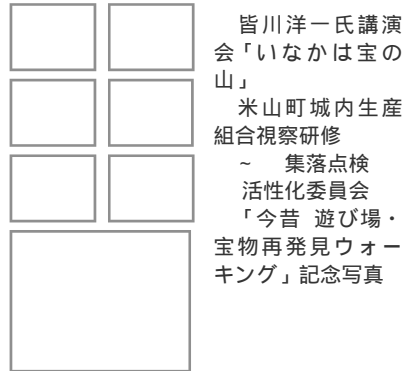 皆川洋一氏講演
会「いなかは宝の
山」
米山町城内生産
組合視察研修
~ 集落点検
活性化委員会
「今昔 遊び場・
宝物再発見ウォー
キング」記念写真